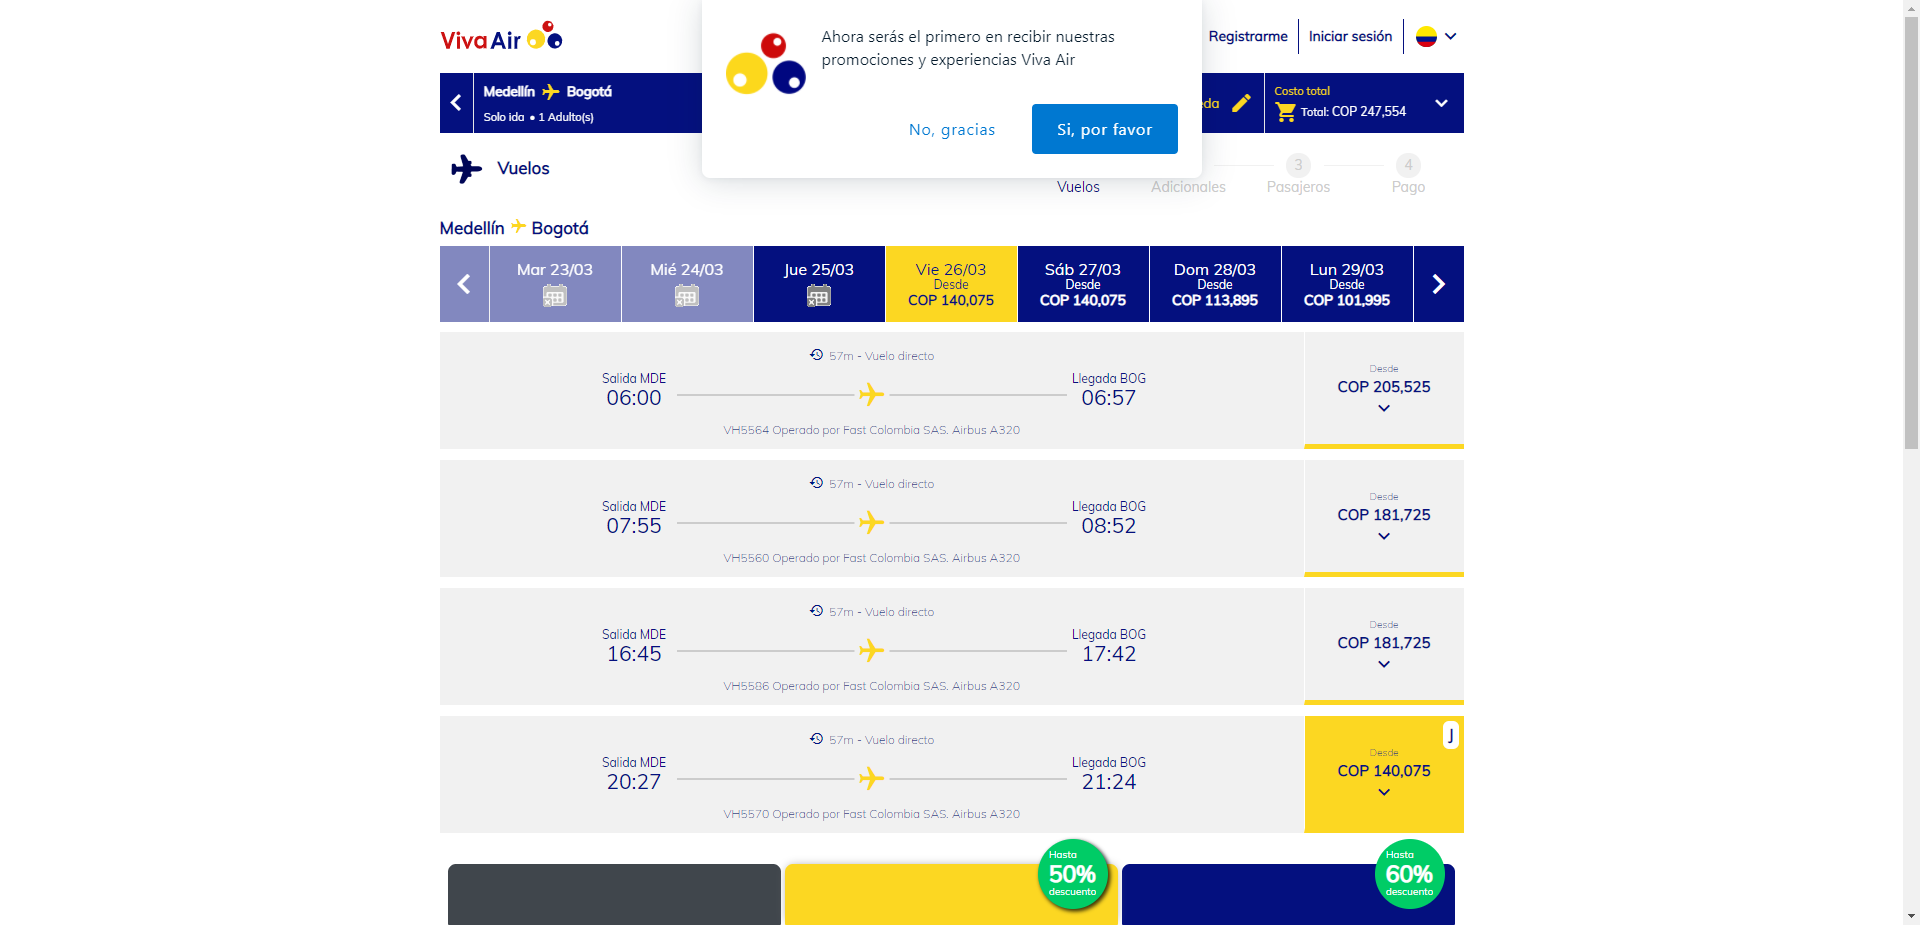 Viva Air
Ahora serás el primero en recibir nuestras
promociones y experiencias Viva Air
No, gracias
Si, por favor
Registrarme
Iniciar sesión
Medellín Bogotá
Solo ida • 1 Adulto(s)
Costo total
Total: COP 247,554
Vuelos
Vuelos
Adicionales
3
Pasajeros
4
Pago
Medellín Bogotá
Mar 23/03
Mié 24/03
Jue 25/03
Vie 26/03
Desde
COP 140,075
Sáb 27/03
Desde
COP 140,075
Dom 28/03
Desde
COP 113,895
Lun 29/03
Desde
COP 101,995
57m - Vuelo directo
Salida MDE
06:00
Llegada BOG
06:57
VH5564 Operado por Fast Colombia SAS. Airbus A320
Desde
COP 205,525
57m - Vuelo directo
Salida MDE
07:55
Llegada BOG
08:52
VH5560 Operado por Fast Colombia SAS. Airbus A320
Desde
COP 181,725
57m - Vuelo directo
Salida MDE
16:45
Llegada BOG
17:42
VH5586 Operado por Fast Colombia SAS. Airbus A320
Desde
COP 181,725
57m - Vuelo directo
Salida MDE
20:27
Llegada BOG
21:24
VH5570 Operado por Fast Colombia SAS. Airbus A320
J
Desde
COP 140,075
Hasta
50%
descuento
Hasta
60%
descuento